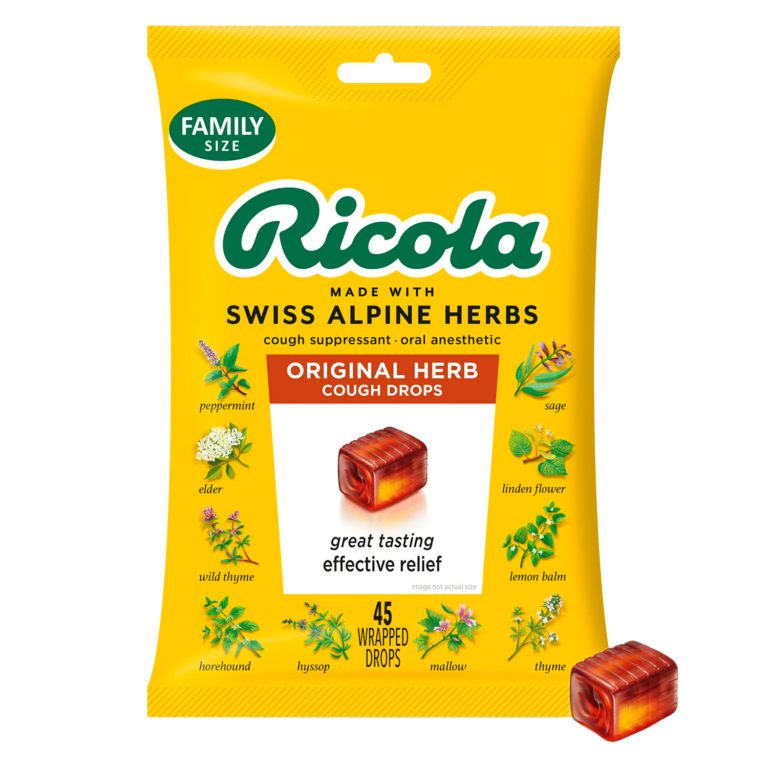 FAMILY
SIZE
Ricola
MADE WITH
SWISS ALPINE HERBS
cough suppressant · oral anesthetic
ORIGINAL HERB
COUGH DROPS
peppermint
sage
elder
linden flower
great tasting
effective relief
wild thyme
lemon balm
image not actual size
45
WRAPPED
DROPS
horehound
hyssop
mallow
thyme